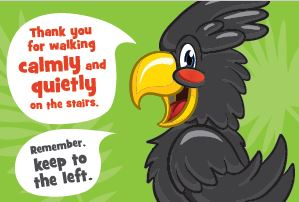 Thank you
for walking
calmly and
quietly
on the stairs.
Remember.
keep to
the left.